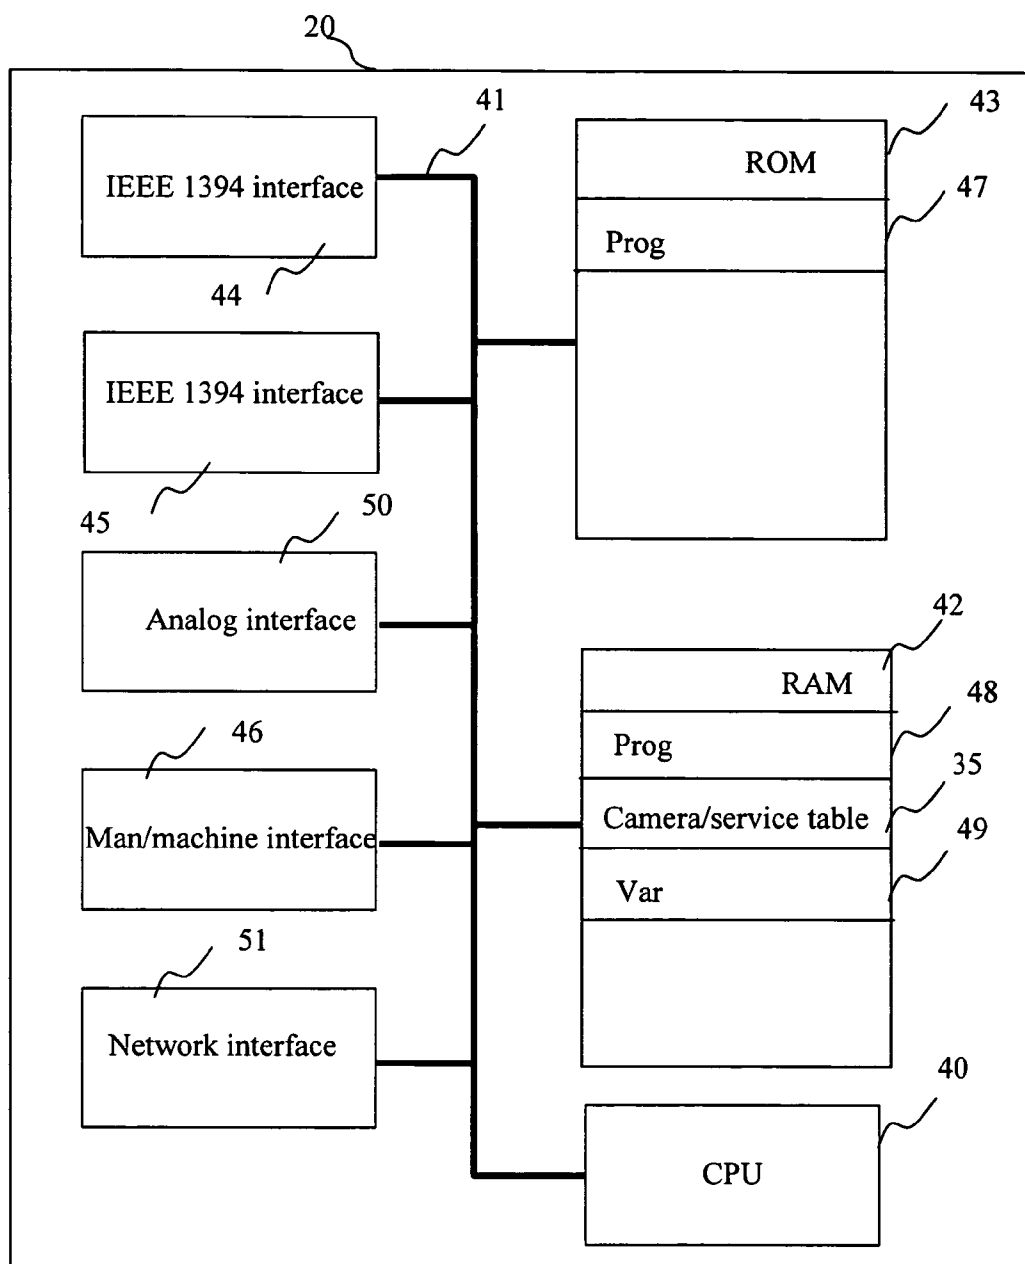 20
41
43
IEEE 1394 interface
ROM
47
Prog
44
IEEE 1394 interface
45
50
Analog interface
42
RAM
48
Prog
46
35
Man/machine interface
Camera/service table
49
Var
51
Network interface
40
CPU